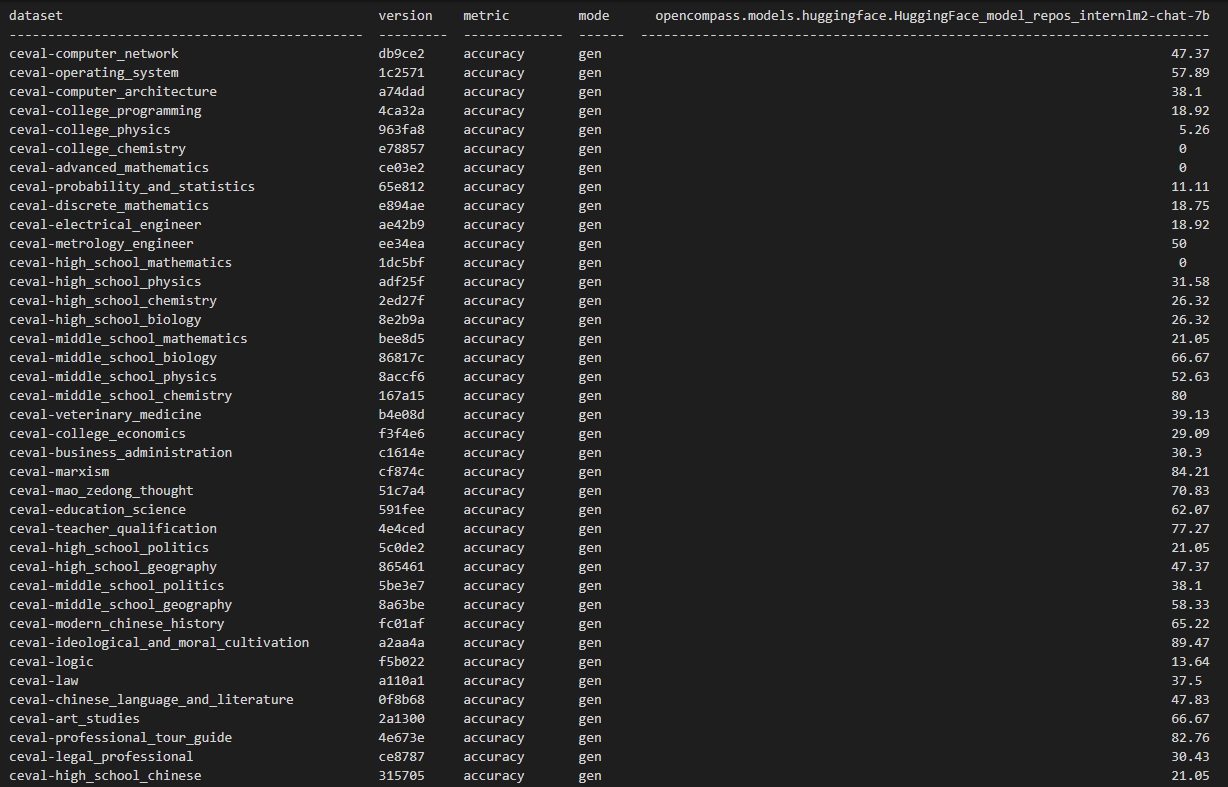 dataset version metric mode opencompass.models.huggingface.HuggingFace_model_repos_internlm2-chat-7b
---------------------------------------------- --------- ------------- ------ --------------------------------------------------------------------------
ceval-computer_network db9ce2 accuracy gen 47.37
ceval-operating_system 1c2571 accuracy gen 57.89
ceval-computer_architecture a74dad accuracy gen 38.1
ceval-college_programming 4ca32a accuracy gen 18.92
ceval-college_physics 963fa8 accuracy gen 5.26
ceval-college_chemistry e78857 accuracy gen 0
ceval-advanced_mathematics ce03e2 accuracy gen 0
ceval-probability_and_statistics 65e812 accuracy gen 11.11
ceval-discrete_mathematics e894ae accuracy gen 18.75
ceval-electrical_engineer ae42b9 accuracy gen 18.92
ceval-metrology_engineer ee34ea accuracy gen 50
ceval-high_school_mathematics 1dc5bf accuracy gen 0
ceval-high_school_physics adf25f accuracy gen 31.58
ceval-high_school_chemistry 2ed27f accuracy gen 26.32
ceval-high_school_biology 8e2b9a accuracy gen 26.32
ceval-middle_school_mathematics bee8d5 accuracy gen 21.05
ceval-middle_school_biology 86817c accuracy gen 66.67
ceval-middle_school_physics 8accf6 accuracy gen 52.63
ceval-middle_school_chemistry 167a15 accuracy gen 80
ceval-veterinary_medicine b4e08d accuracy gen 39.13
ceval-college_economics f3f4e6 accuracy gen 29.09
ceval-business_administration c1614e accuracy gen 30.3
ceval-marxism cf874c accuracy gen 84.21
ceval-mao_zedong_thought 51c7a4 accuracy gen 70.83
ceval-education_science 591fee accuracy gen 62.07
ceval-teacher_qualification 4e4ced accuracy gen 77.27
ceval-high_school_politics 5c0de2 accuracy gen 21.05
ceval-high_school_geography 865461 accuracy gen 47.37
ceval-middle_school_politics 5be3e7 accuracy gen 38.1
ceval-middle_school_geography 8a63be accuracy gen 58.33
ceval-modern_chinese_history fc01af accuracy gen 65.22
ceval-ideological_and_moral_cultivation a2aa4a accuracy gen 89.47
ceval-logic f5b022 accuracy gen 13.64
ceval-law a110a1 accuracy gen 37.5
ceval-chinese_language_and_literature 0f8b68 accuracy gen 47.83
ceval-art_studies 2a1300 accuracy gen 66.67
ceval-professional_tour_guide 4e673e accuracy gen 82.76
ceval-legal_professional ce8787 accuracy gen 30.43
ceval-high_school_chinese 315705 accuracy gen 21.05